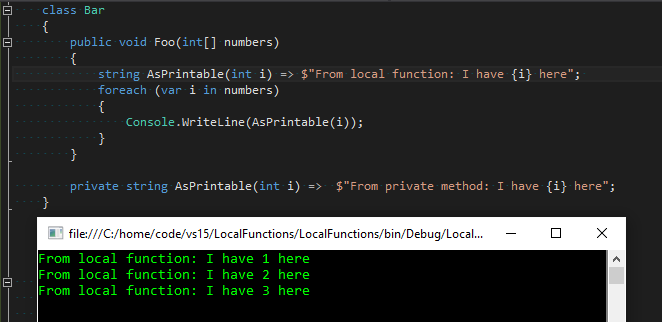 class Bar
{
public void Foo(int[] numbers)
{
string AsPrintable(int i) => $"From local function: I have {i} here";
foreach (var i in numbers)
{
Console.WriteLine(AsPrintable(i));
}
}
private string AsPrintable(int i) =>  $"From private method: I have {i} here";
}
file:///C:/home/code/vs15/LocalFunctions/LocalFunctions/bin/Debug/Local...
From local function: I have 1 here
From local function: I have 2 here
From local function: I have 3 here